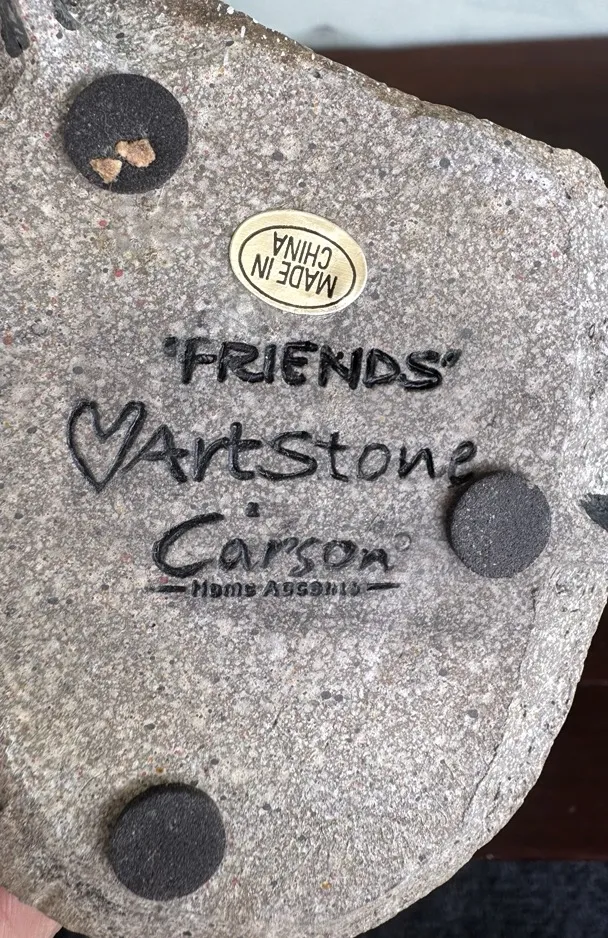 MADE IN
CHINA
"FRIENDS"
♡ArtStone
Carson®
Home Accents